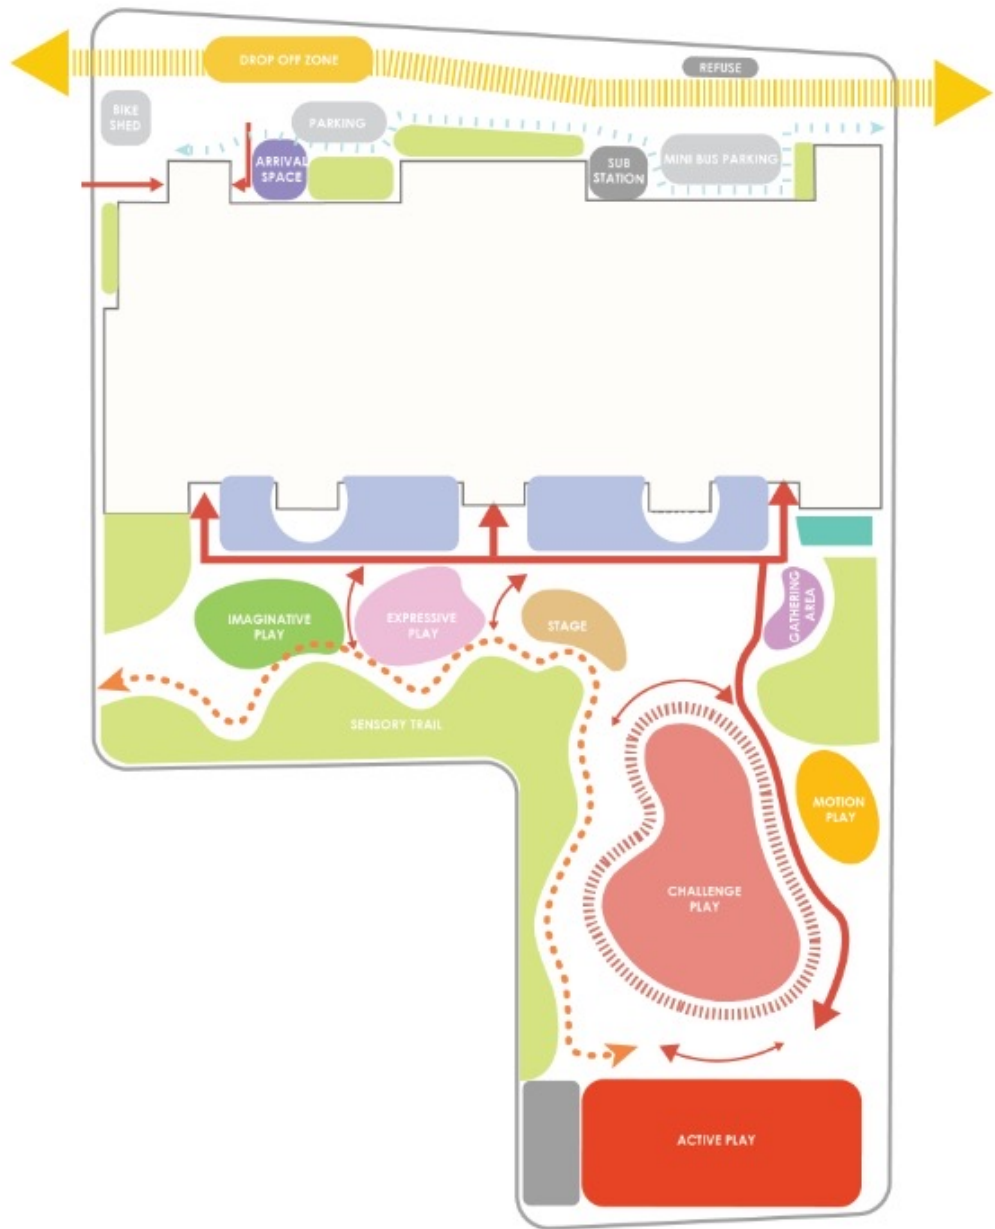 DROP OFF ZONE
REFUSE
BIKE
SHED
PARKING
ARRIVAL
SPACE
SUB
STATION
MINI BUS PARKING
IMAGINATIVE
PLAY
EXPRESSIVE
PLAY
STAGE
GATHERING
AREA
SENSORY TRAIL
MOTION
PLAY
CHALLENGE
PLAY
ACTIVE PLAY